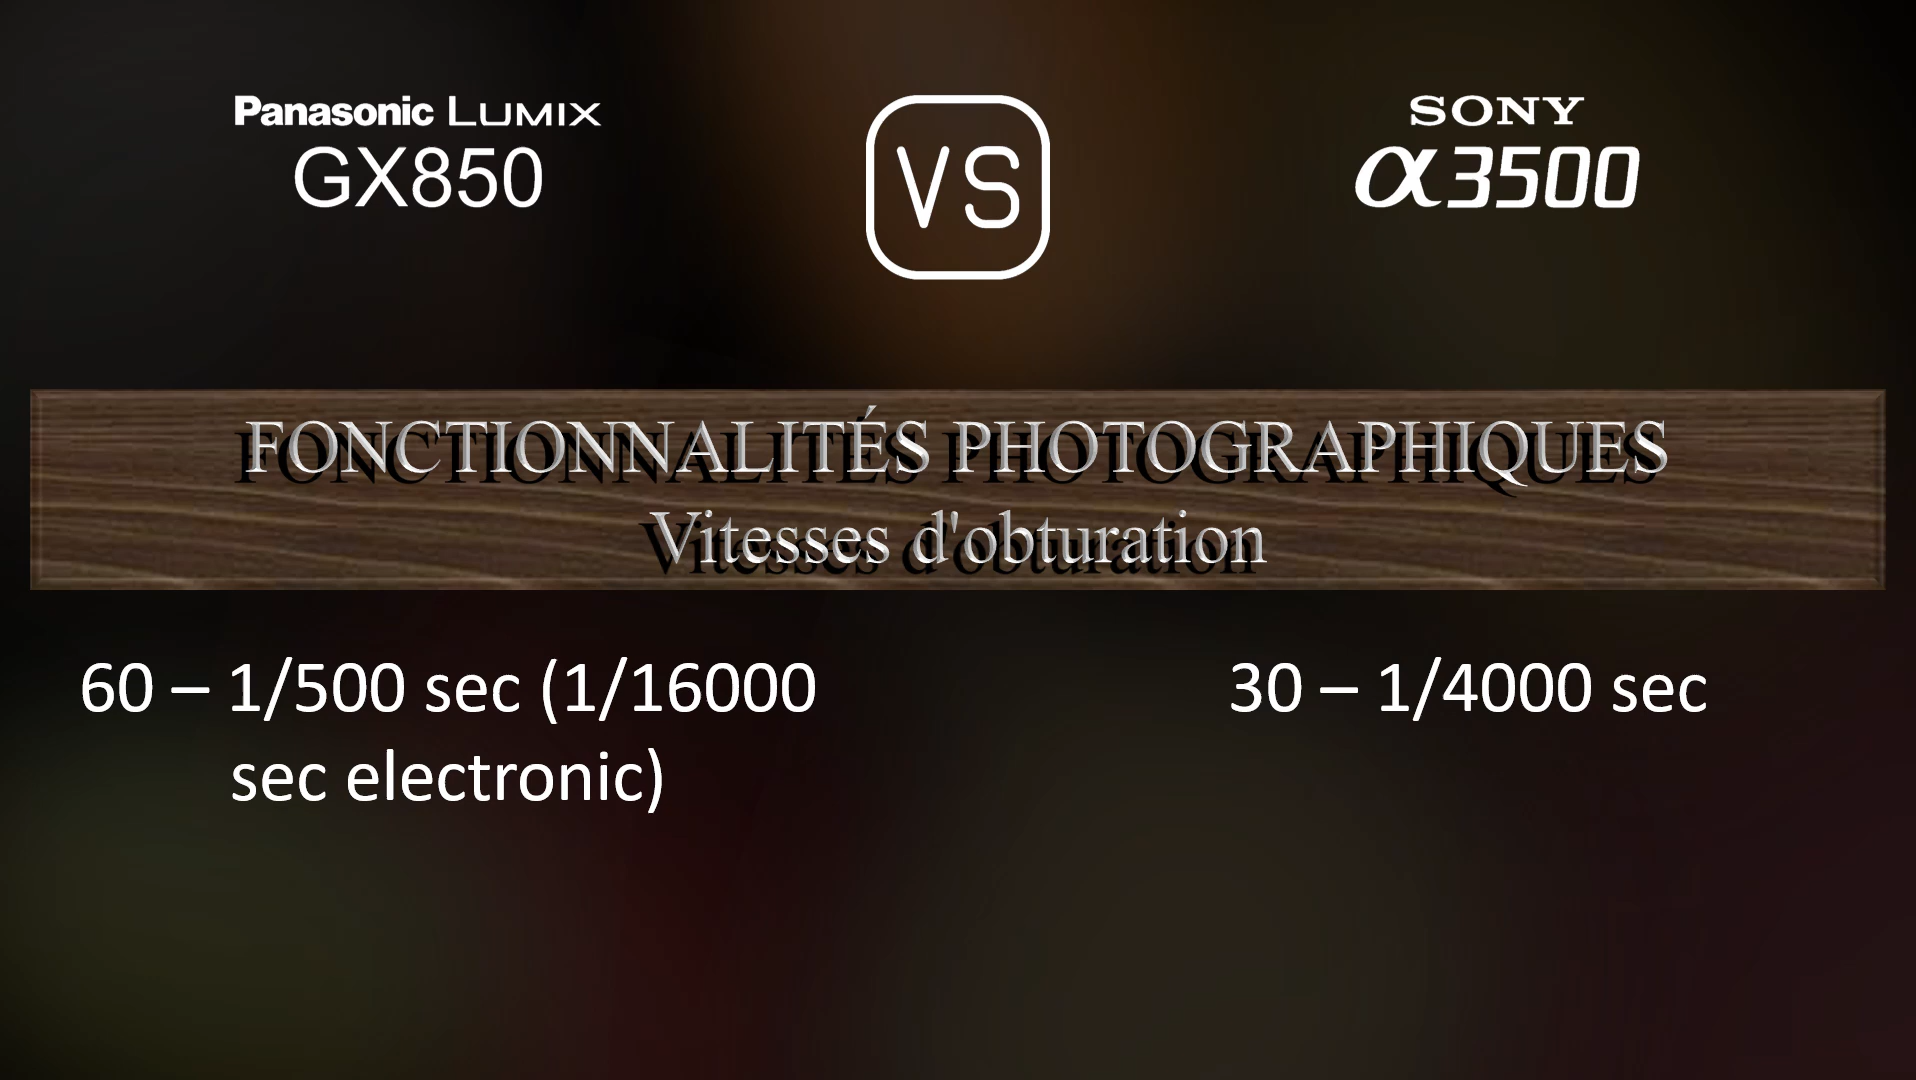 Panasonic LUMIX
GX850
VS
SONY
α3500
FONCTIONNALITÉS PHOTOGRAPHIQUES
Vitesses d'obturation
60 – 1/500 sec (1/16000
sec electronic)
30 – 1/4000 sec